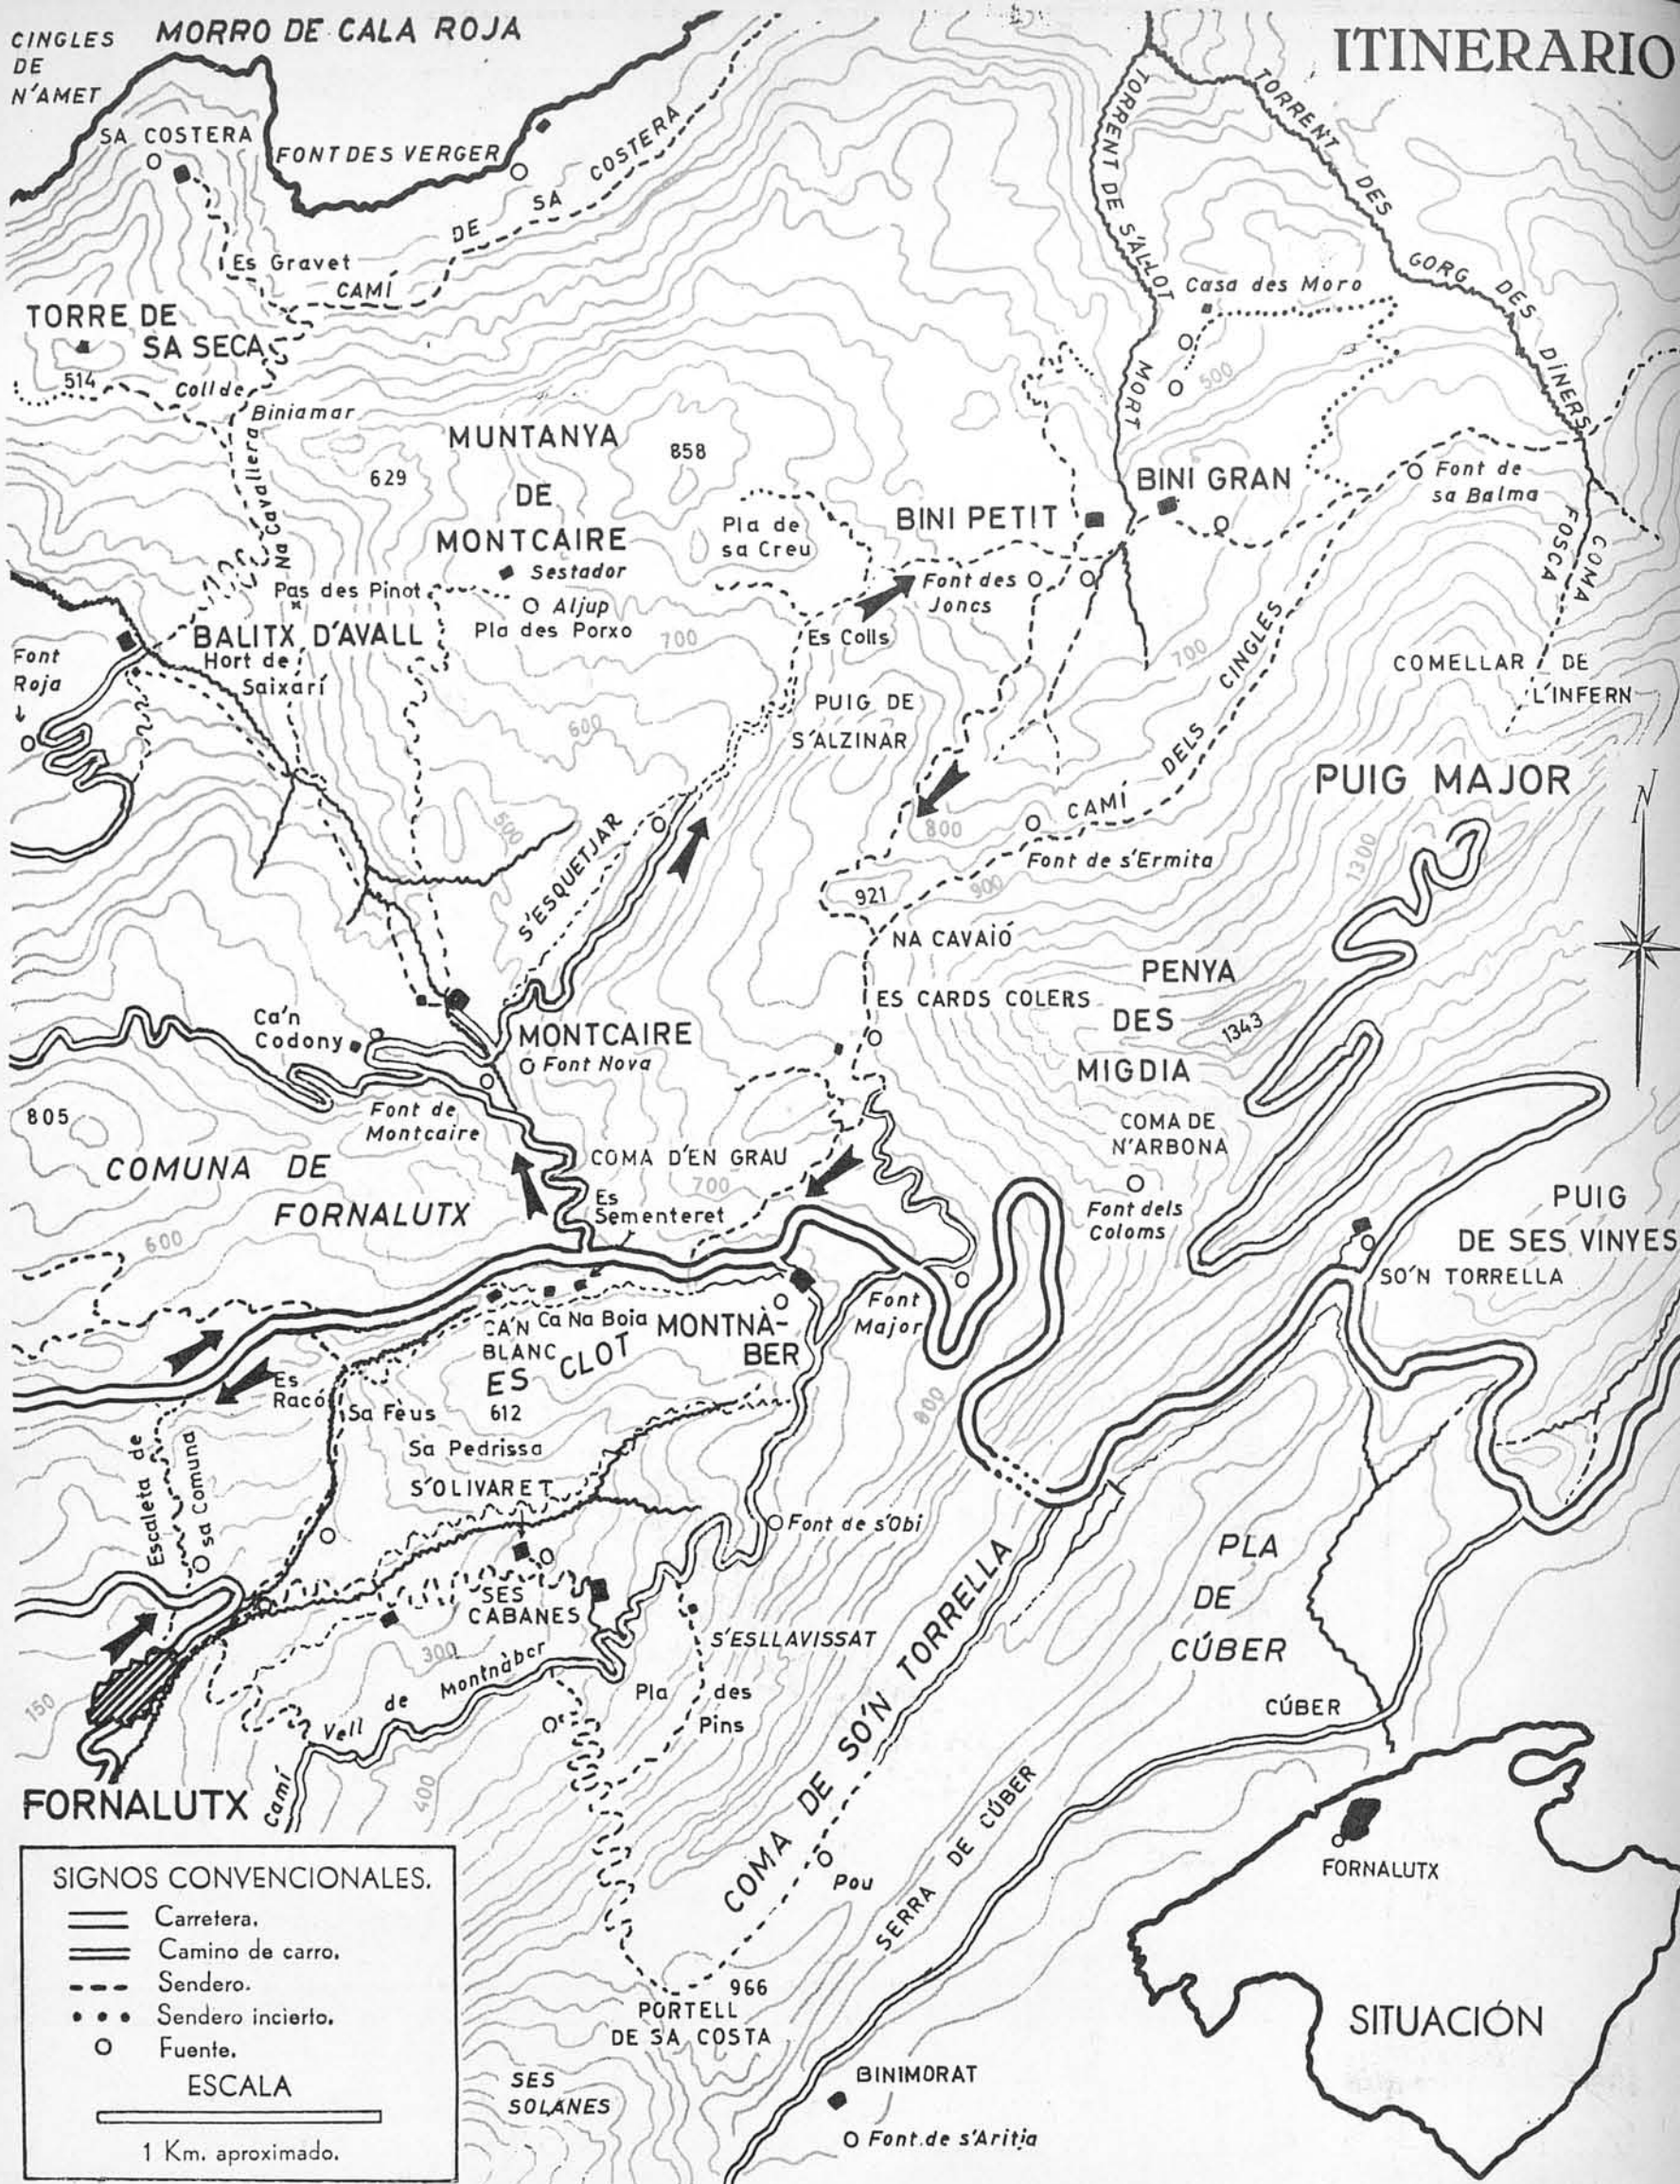 ITINERARIO
CINGLES
DE
N'AMET
MORRO DE CALA ROJA
SA COSTERA
FONT DES VERGER
CAMÍ DE SA COSTERA
Es Gravet
TORRE DE
SA SECA
514
Coll de
Biniamar
Na Cavallera
629
MUNTANYA
DE
MONTCAIRE
858
Sestador
Aljup
Pla des Porxo
700
Pla de
sa Creu
TORRENT DE S'AL·LOT MORT
TORRENT DES GORG DES DÍNERS
Casa des Moro
500
BINI GRAN
BINI PETIT
Font de
sa Balma
COMA
FOSCA
Font des
Joncs
Es Colls
Pas des Pinot
BALITX D'AVALL
Hort de
Saixarí
Font
Roja
600
PUIG DE
S'ALZINAR
700
CAMÍ DELS CINGLES
COMELLAR DE
L'INFERN
PUIG MAJOR
N
500
S'ESQUETJAR
800
Font de s'Ermita
900
921
1300
NA CAVAIÓ
ES CARDS COLERS
PENYA
DES
MIGDIA
1343
Ca'n
Codony
MONTCAIRE
Font Nova
805
Font de
Montcaire
COMUNA DE
FORNALUTX
600
COMA D'EN GRAU
700
Es
Sementeret
COMA DE
N'ARBONA
Font dels
Coloms
PUIG
DE SES VINYES
SO'N TORRELLA
CA'N
BLANC
Ca Na Boia
MONTNÀ-
BER
Font
Major
ES CLOT
Es
Racó
Sa Fèus
612
Sa Pedrissa
S'OLIVARET
800
Escaleta de
sa Comuna
Font de s'Obi
SES
CABANES
S'ESLLAVISSAT
PLA
DE
CÚBER
300
150
Camí Vell de Montnàber
Pla des
Pins
CÚBER
400
FORNALUTX
COMA DE SO'N TORRELLA
Pou
SERRA DE CÚBER
966
PORTELL
DE SA COSTA
SES
SOLANES
BINIMORAT
Font de s'Aritja
FORNALUTX
SITUACIÓN
SIGNOS CONVENCIONALES.
Carretera.
Camino de carro.
Sendero.
Sendero incierto.
Fuente.
ESCALA
1 Km. aproximado.